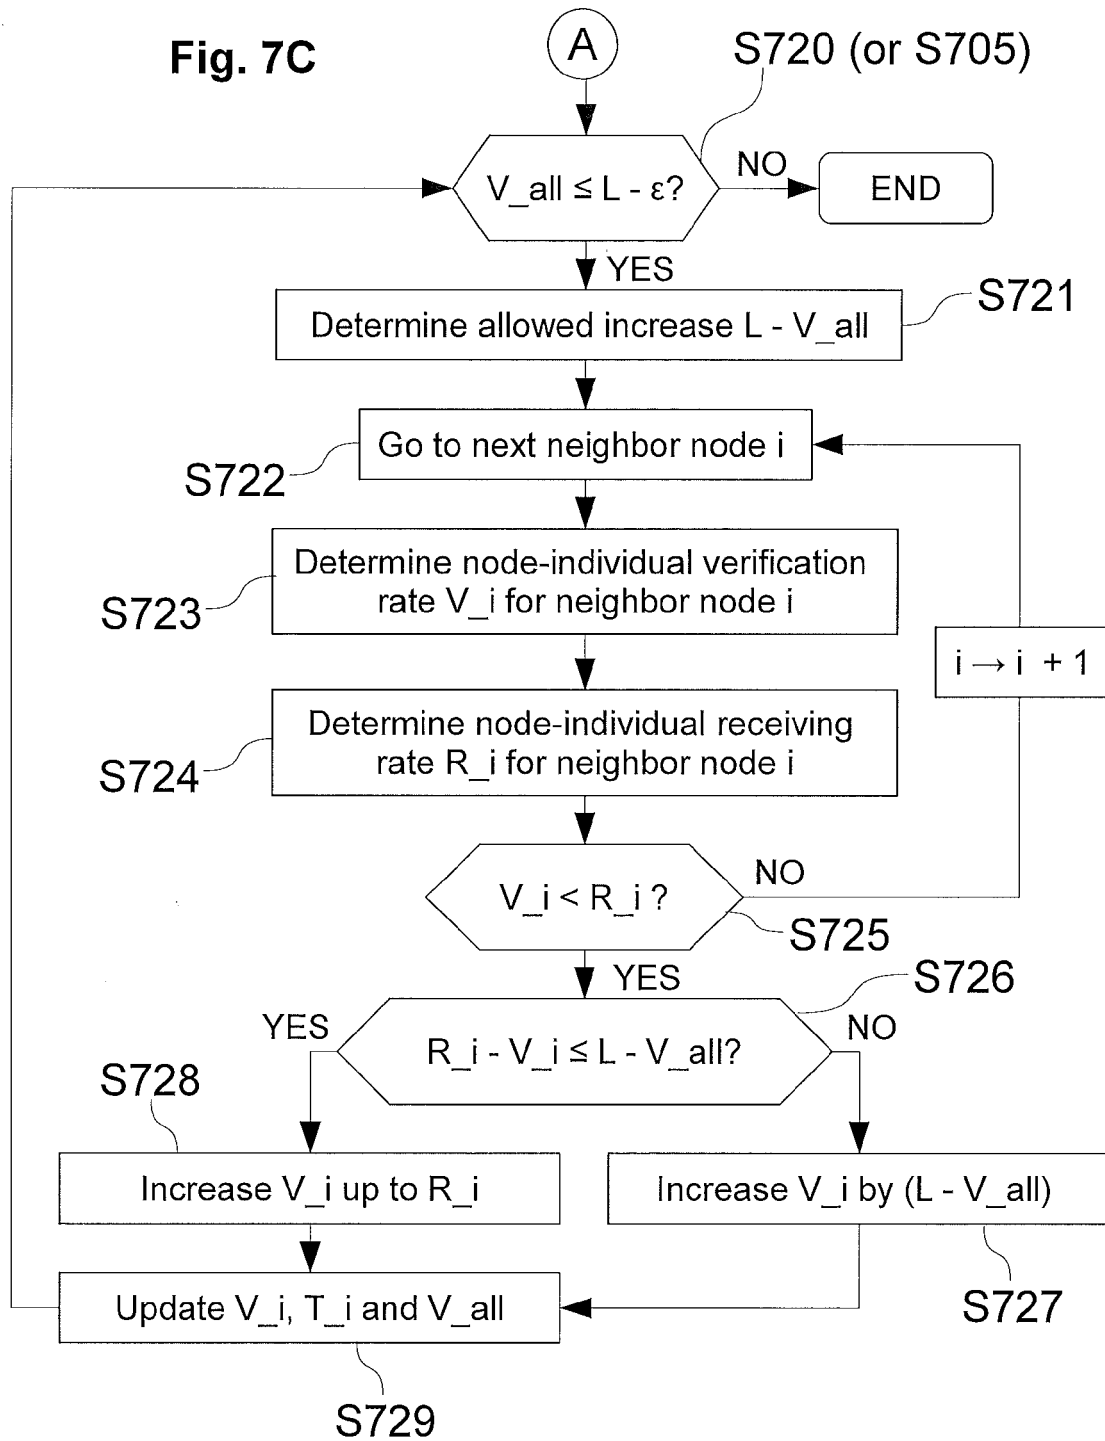 Fig. 7C
A
S720 (or S705)
V_all ≤ L - ε?
NO
END
YES
S721
Determine allowed increase L - V_all
Go to next neighbor node i
S722
Determine node-individual verification
rate V_i for neighbor node i
S723
i → i + 1
Determine node-individual receiving
rate R_i for neighbor node i
S724
V_i < R_i ?
NO
S725
YES
S726
YES
R_i - V_i ≤ L - V_all?
NO
S728
Increase V_i up to R_i
Increase V_i by (L - V_all)
Update V_i, T_i and V_all
S727
S729